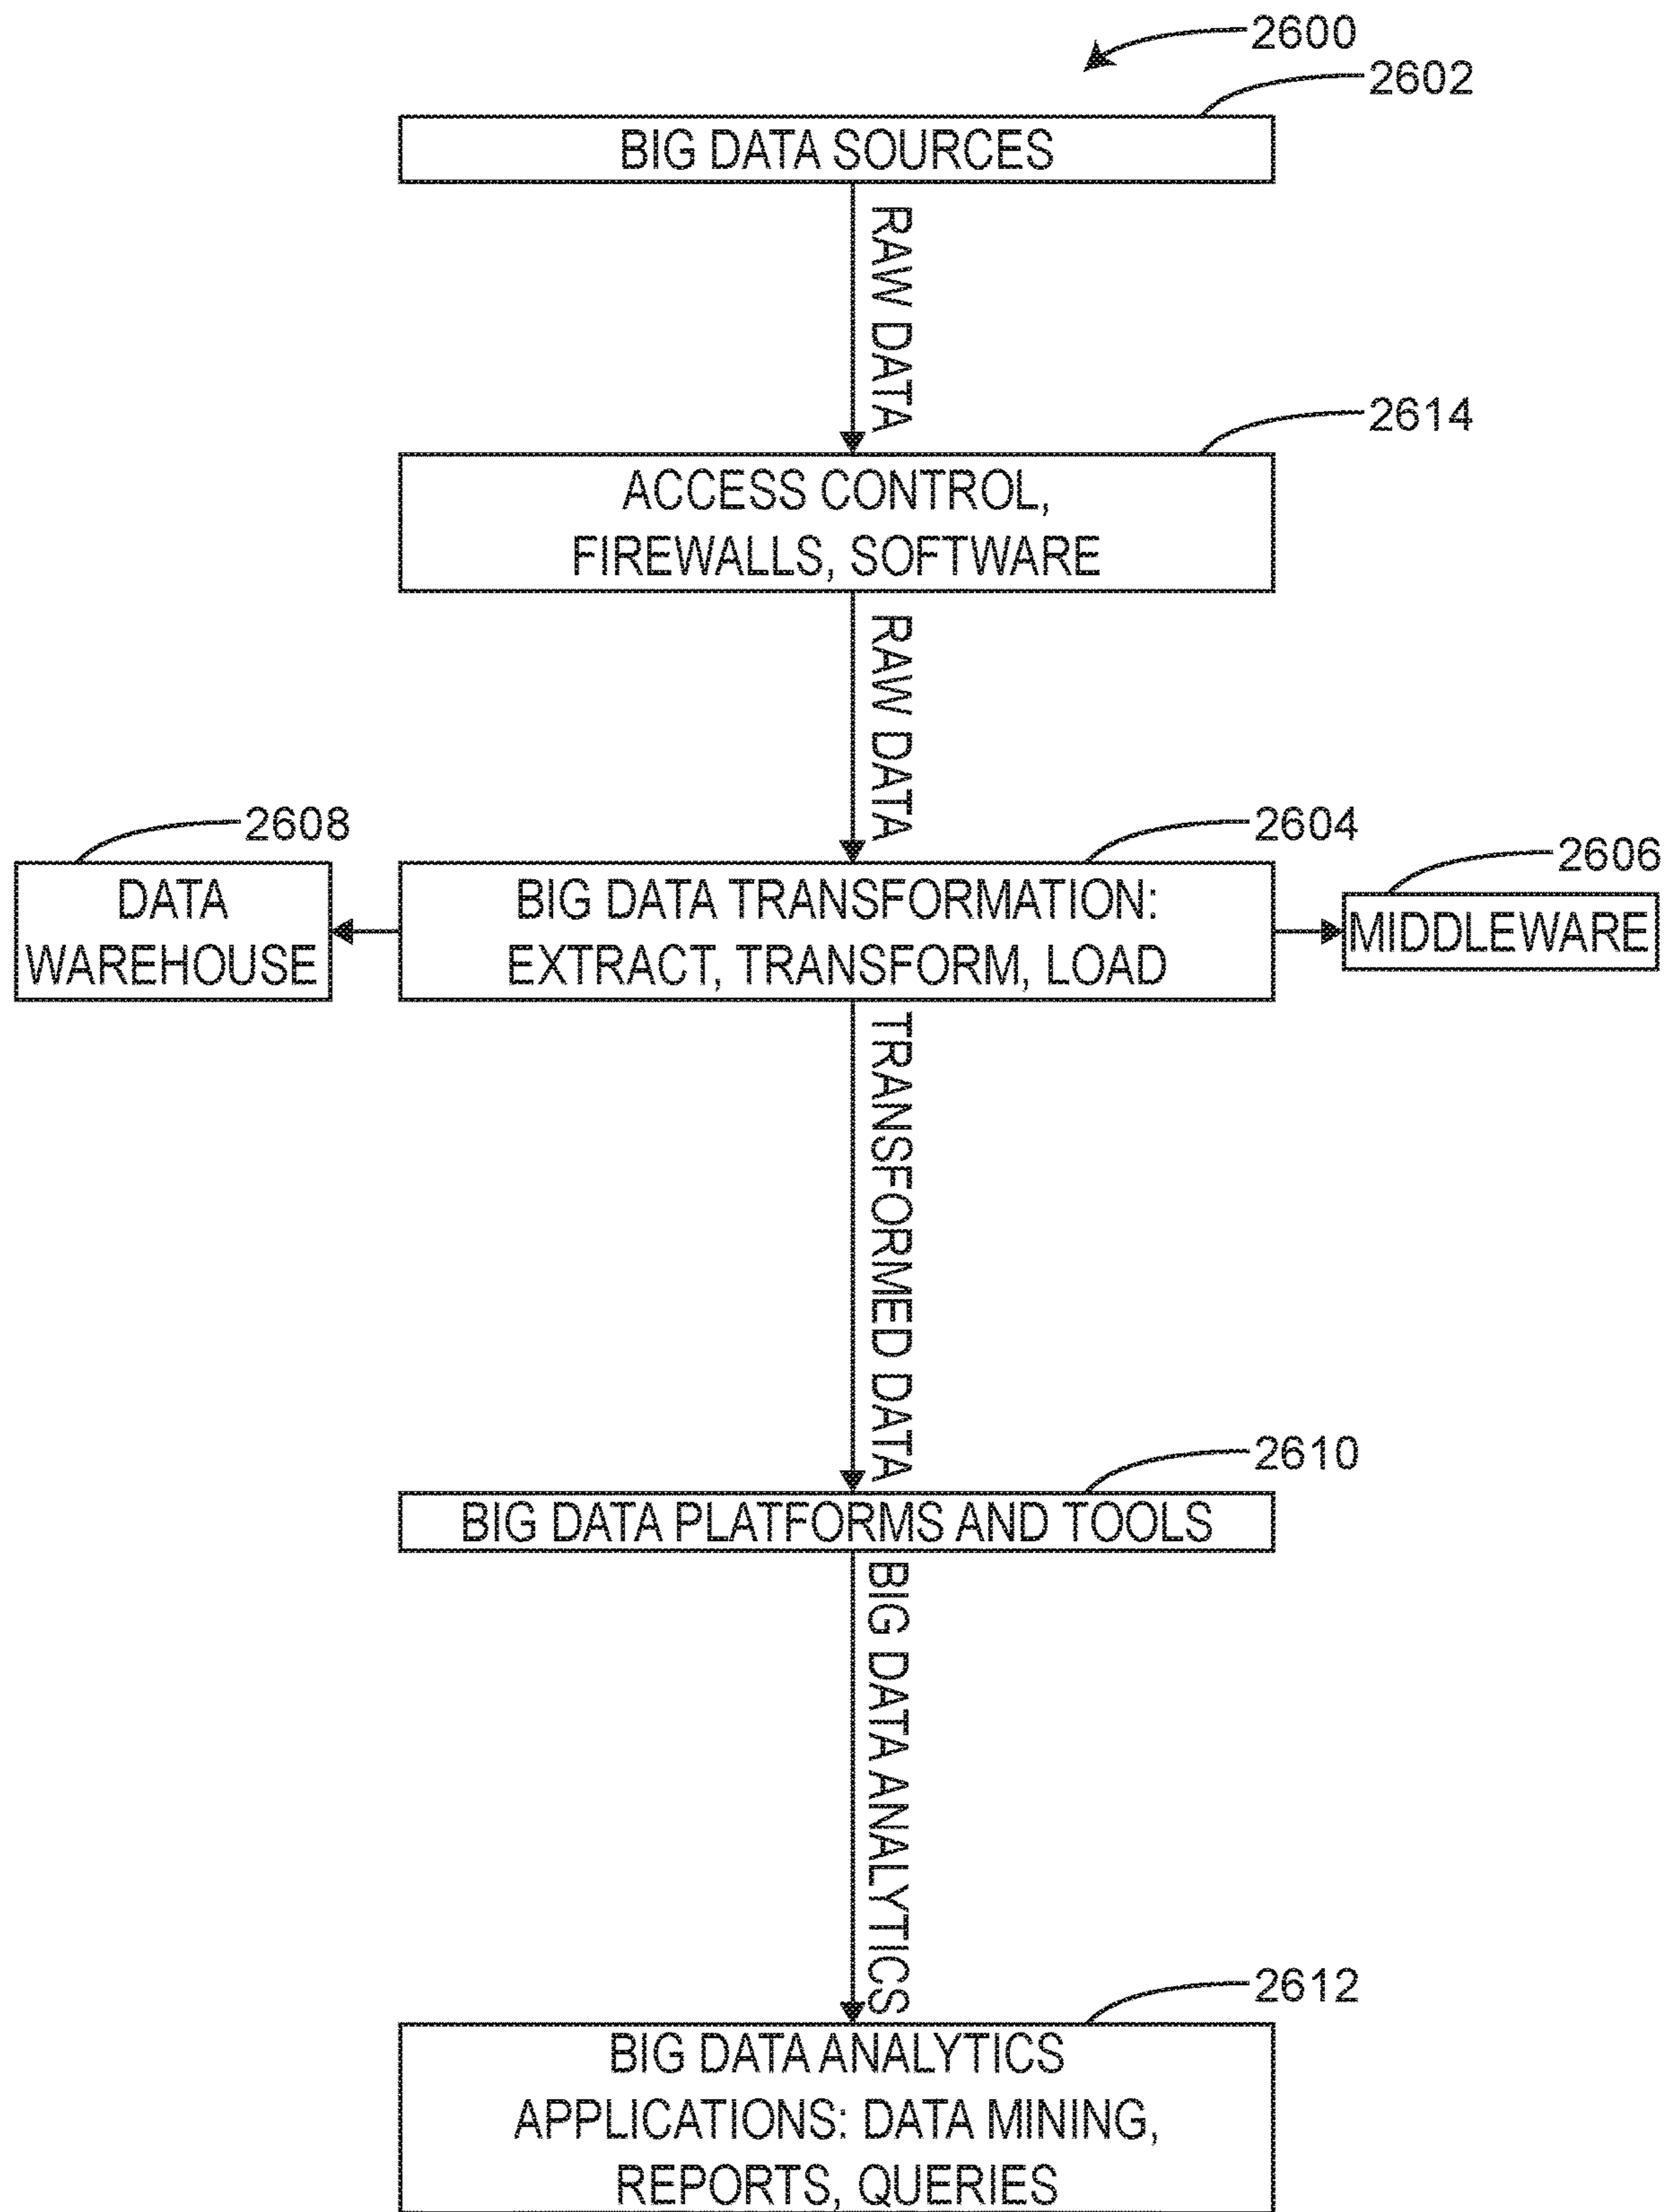 2600
2602
BIG DATA SOURCES
RAW DATA
2614
ACCESS CONTROL,
FIREWALLS, SOFTWARE
RAW DATA
2608
2604
2606
DATA
WAREHOUSE
BIG DATA TRANSFORMATION:
EXTRACT, TRANSFORM, LOAD
MIDDLEWARE
TRANSFORMED DATA
2610
BIG DATA PLATFORMS AND TOOLS
BIG DATA ANALYTICS
2612
BIG DATA ANALYTICS
APPLICATIONS: DATA MINING,
REPORTS, QUERIES